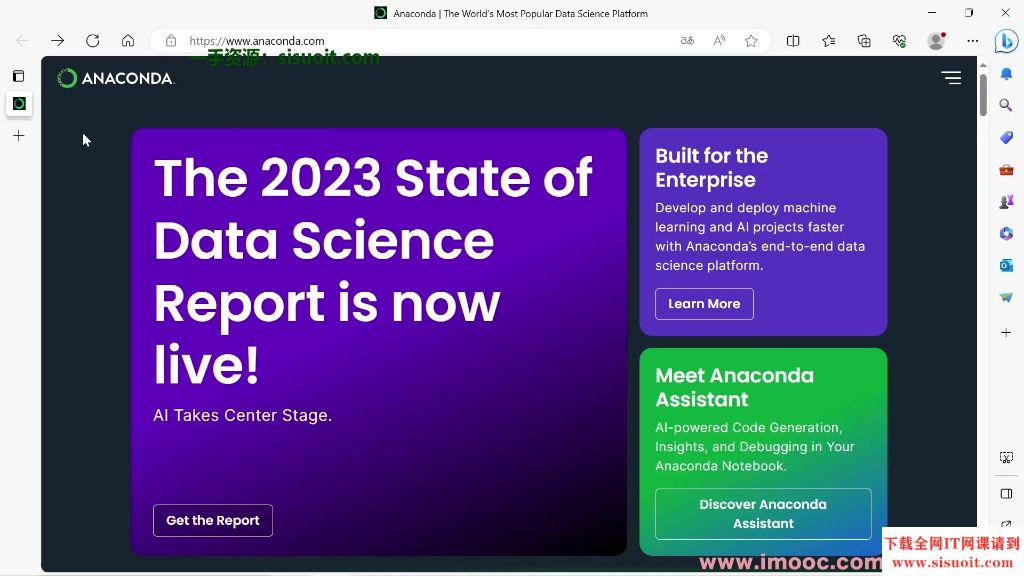 Anaconda | The World's Most Popular Data Science Platform
https://www.anaconda.com
一手资源：sisuoit.com
ANACONDA.
The 2023 State of
Data Science
Report is now
live!
AI Takes Center Stage.
Get the Report
Built for the
Enterprise
Develop and deploy machine
learning and AI projects faster
with Anaconda's end-to-end data
science platform.
Learn More
Meet Anaconda
Assistant
AI-powered Code Generation,
Insights, and Debugging in Your
Anaconda Notebook.
Discover Anaconda
Assistant
www.imooc.com
下载全网IT网课请到
www.sisuoit.com